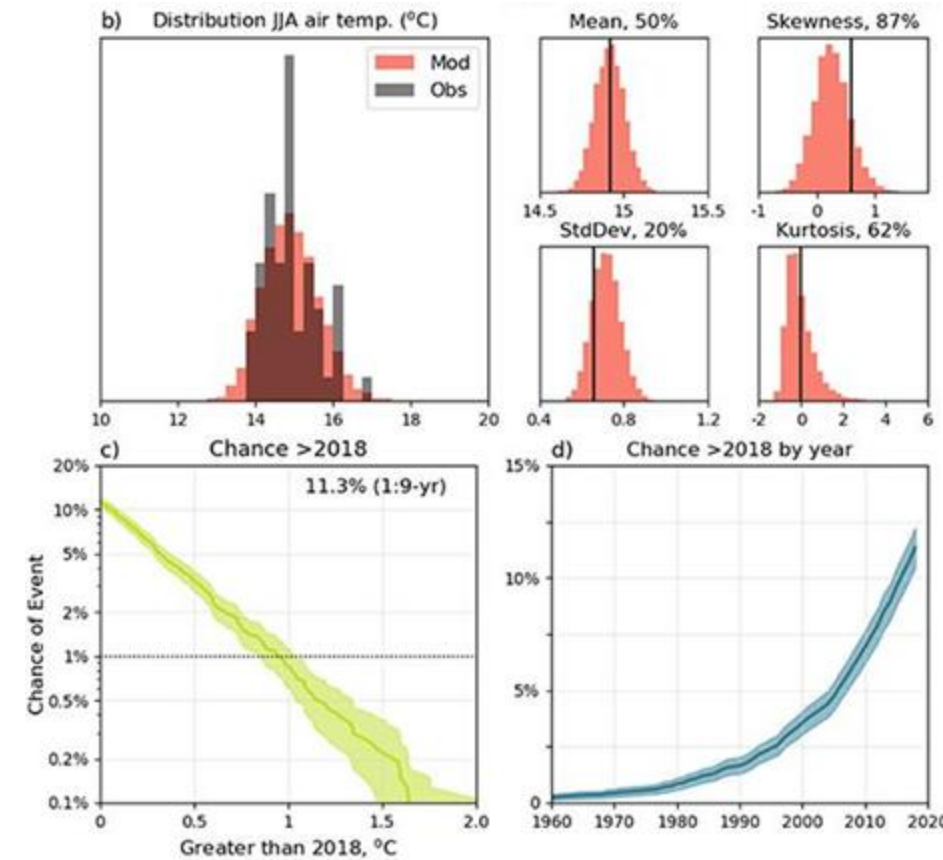 b) Distribution JJA air temp. (°C)
Mod
Obs
10 12 14 16 18 20
Mean, 50%
14.5 15 15.5
Skewness, 87%
-1 0 1
StdDev, 20%
0.4 0.8 1.2
Kurtosis, 62%
-2 0 2 4 6
c) Chance >2018
11.3% (1:9-yr)
Chance of Event
20%
10%
5%
2%
1%
0.5%
0.2%
0.1%
0 0.5 1 1.5 2.0
Greater than 2018, °C
d) Chance >2018 by year
15%
10%
5%
0
1960 1970 1980 1990 2000 2010 2020